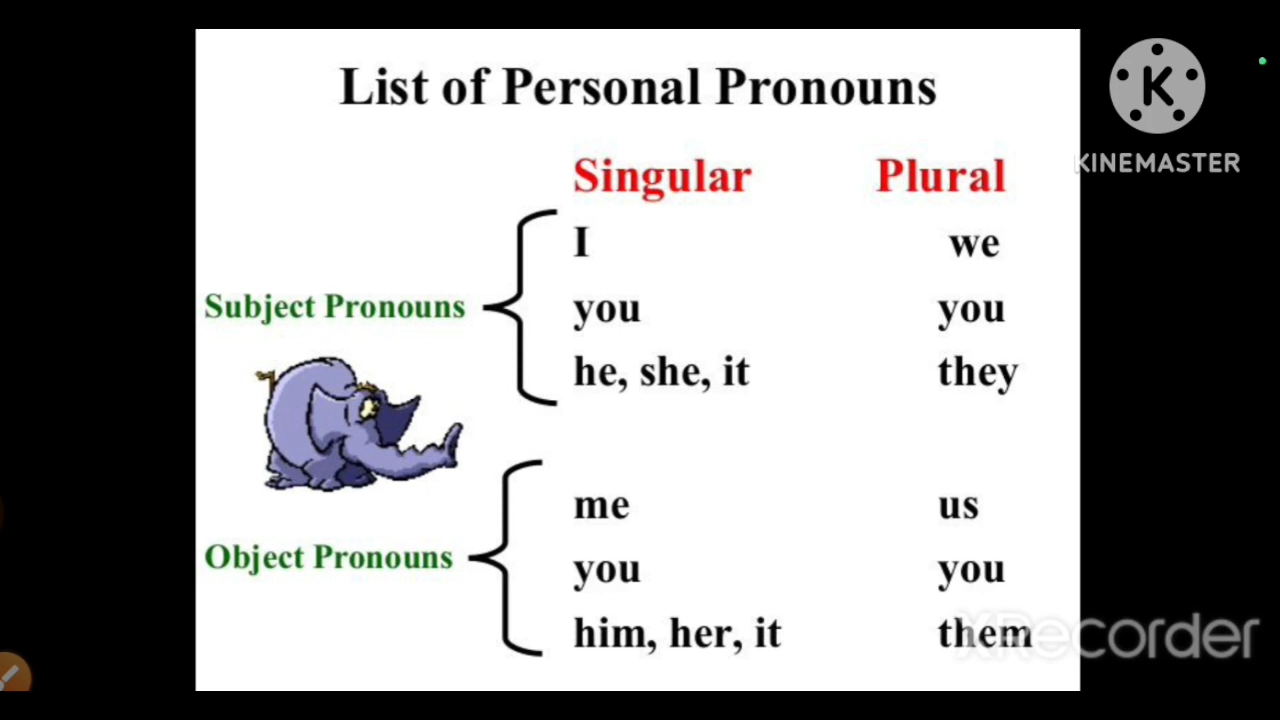 List of Personal Pronouns
KINEMASTER
Singular Plural
I we
Subject Pronouns
you you
he, she, it they
me us
Object Pronouns
you you
him, her, it them
XRecorder